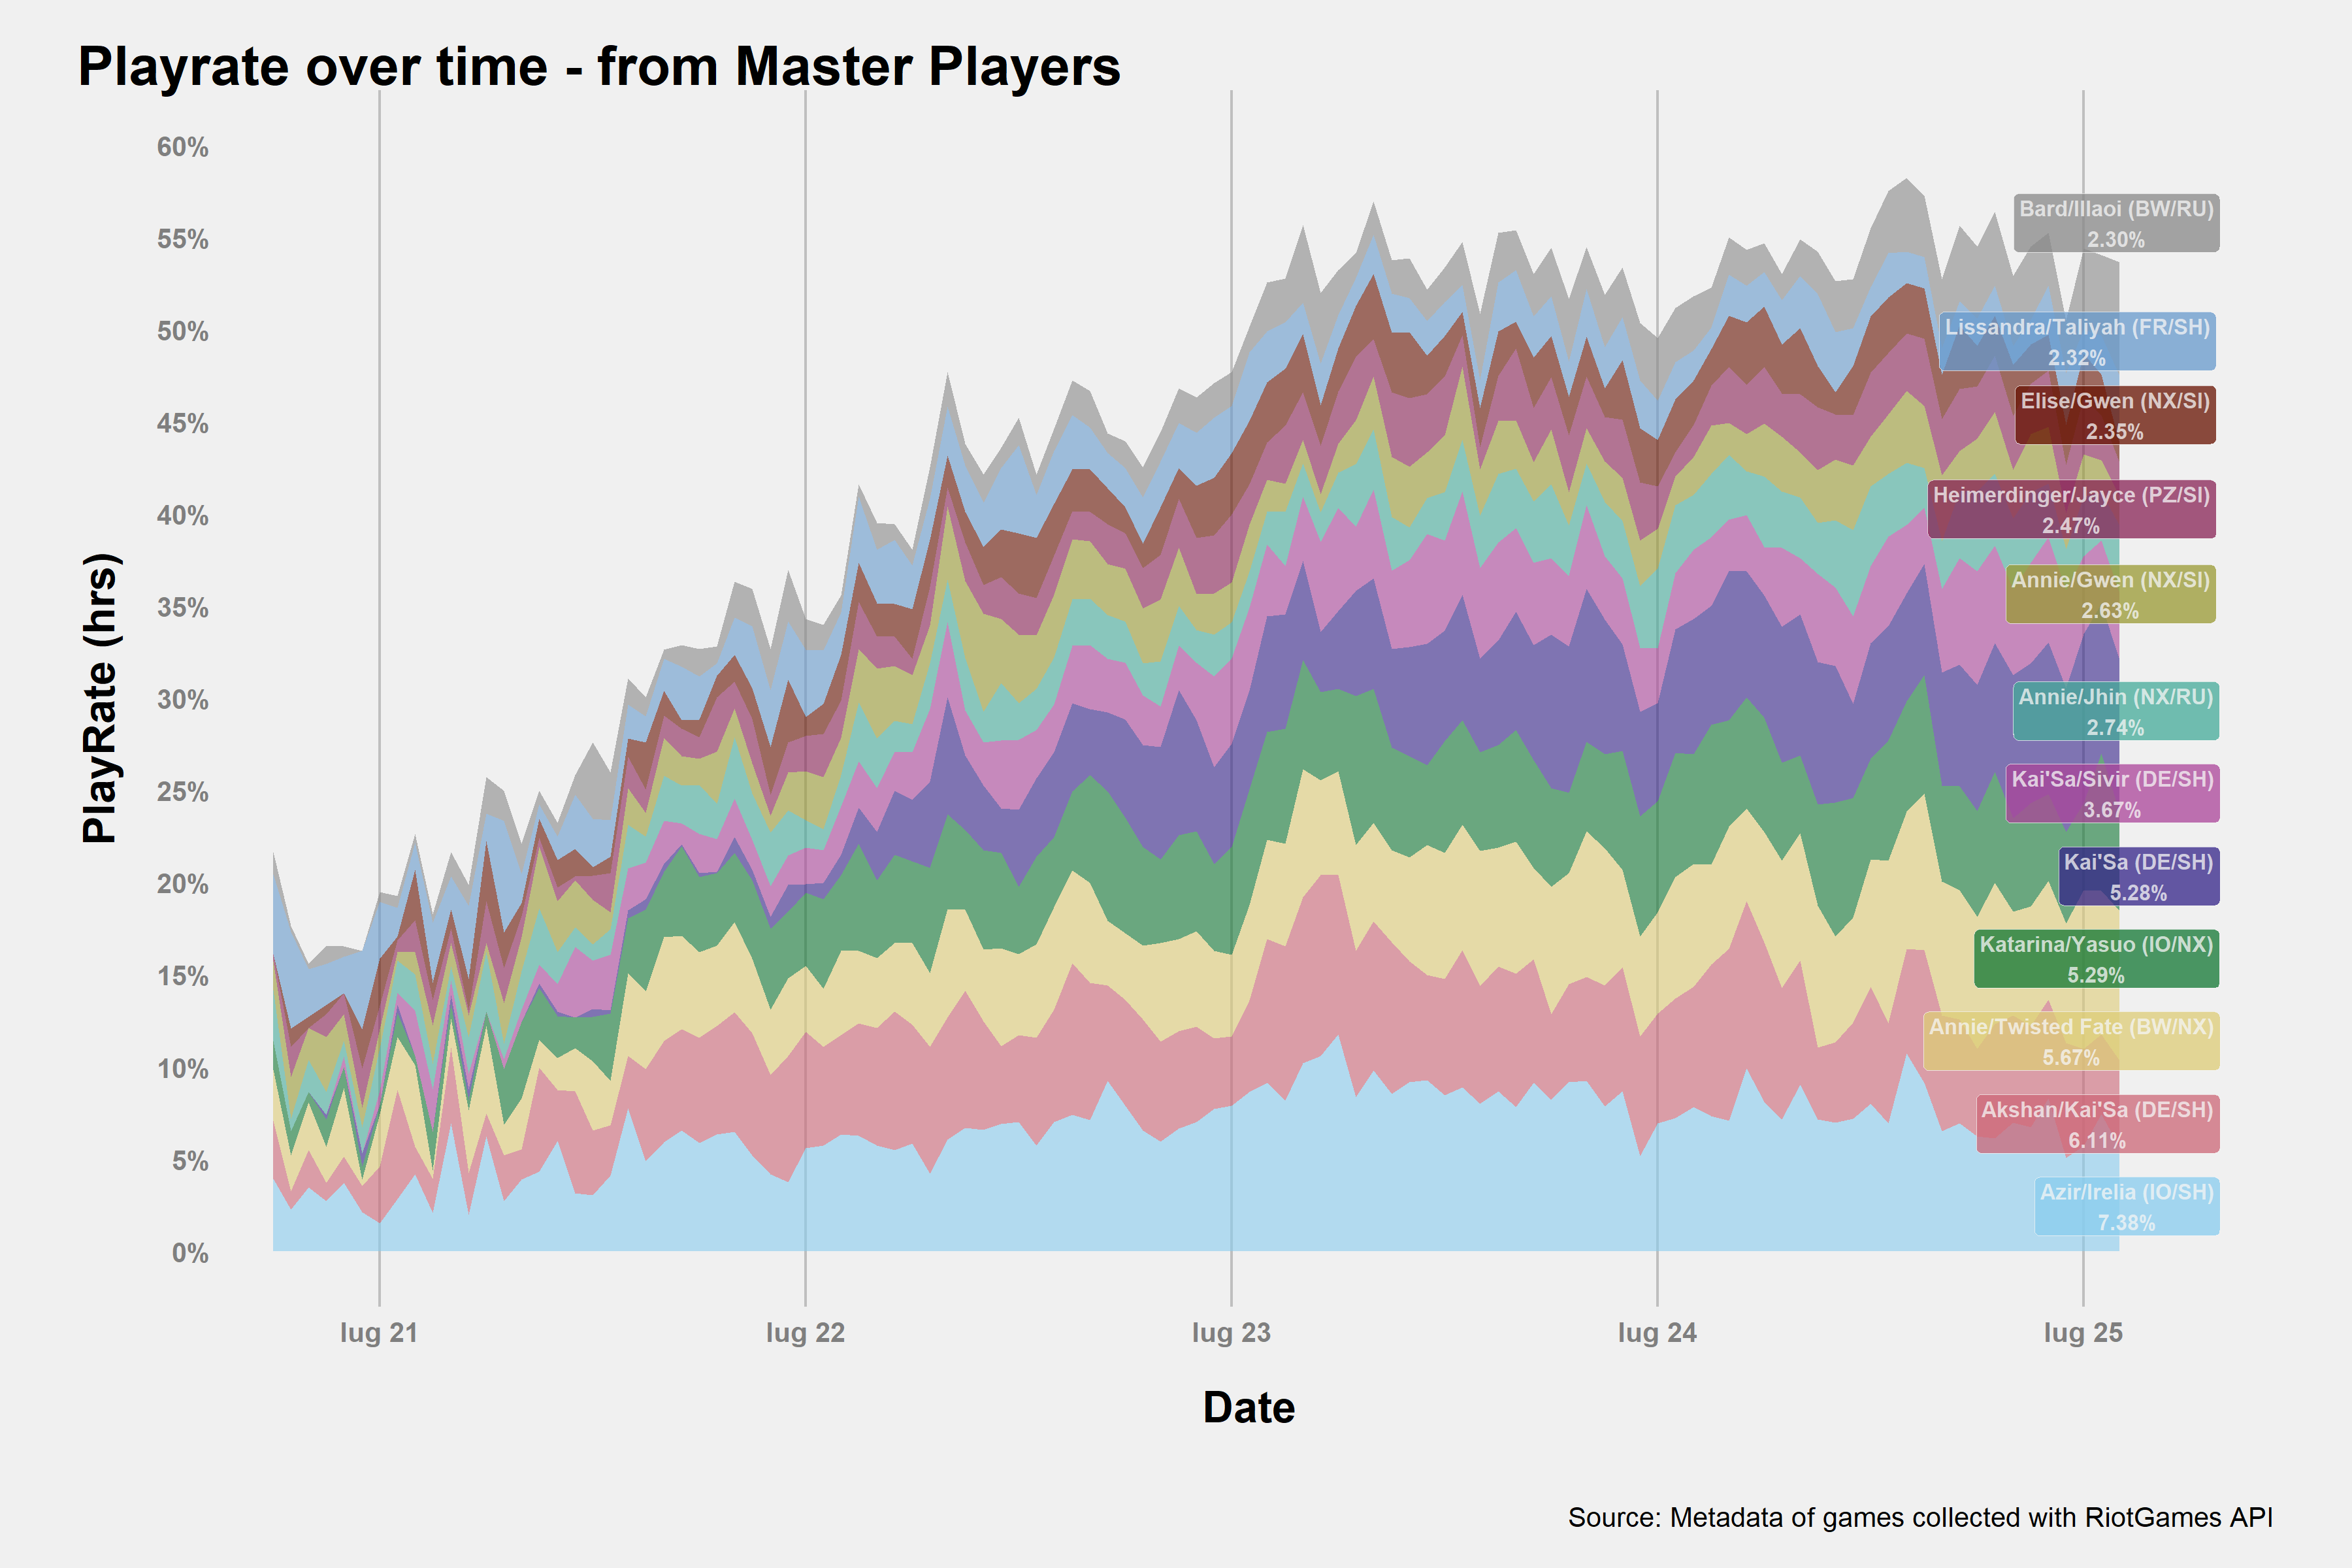 Playrate over time - from Master Players
PlayRate (hrs)
60%
55%
50%
45%
40%
35%
30%
25%
20%
15%
10%
5%
0%
Bard/Illaoi (BW/RU)
2.30%
Lissandra/Taliyah (FR/SH)
2.32%
Elise/Gwen (NX/SI)
2.35%
Heimerdinger/Jayce (PZ/SI)
2.47%
Annie/Gwen (NX/SI)
2.63%
Annie/Jhin (NX/RU)
2.74%
Kai'Sa/Sivir (DE/SH)
3.67%
Kai'Sa (DE/SH)
5.28%
Katarina/Yasuo (IO/NX)
5.29%
Annie/Twisted Fate (BW/NX)
5.67%
Akshan/Kai'Sa (DE/SH)
6.11%
Azir/Irelia (IO/SH)
7.38%
lug 21
lug 22
lug 23
lug 24
lug 25
Date
Source: Metadata of games collected with RiotGames API